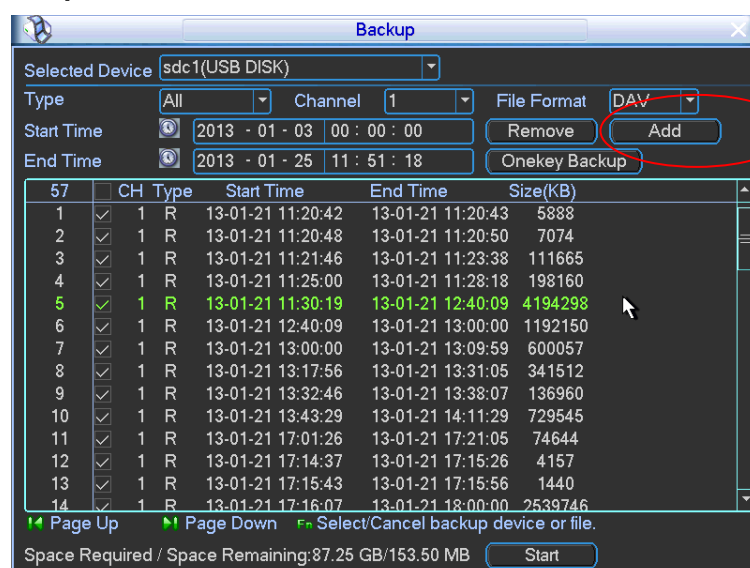 Backup
Selected Device sdc1(USB DISK)
Type All Channel 1 File Format DAV
Start Time 2013 - 01 - 03 00 : 00 : 00 Remove Add
End Time 2013 - 01 - 25 11 : 51 : 18 Onekey Backup
57 CH Type Start Time End Time Size(KB)
1 1 R 13-01-21 11:20:42 13-01-21 11:20:43 5888
2 1 R 13-01-21 11:20:48 13-01-21 11:20:50 7074
3 1 R 13-01-21 11:21:46 13-01-21 11:23:38 111665
4 1 R 13-01-21 11:25:00 13-01-21 11:28:18 198160
5 1 R 13-01-21 11:30:19 13-01-21 12:40:09 4194298
6 1 R 13-01-21 12:40:09 13-01-21 13:00:00 1192150
7 1 R 13-01-21 13:00:00 13-01-21 13:09:59 600057
8 1 R 13-01-21 13:17:56 13-01-21 13:31:05 341512
9 1 R 13-01-21 13:32:46 13-01-21 13:38:07 136960
10 1 R 13-01-21 13:43:29 13-01-21 14:11:29 729545
11 1 R 13-01-21 17:01:26 13-01-21 17:21:05 74644
12 1 R 13-01-21 17:14:37 13-01-21 17:15:26 4157
13 1 R 13-01-21 17:15:43 13-01-21 17:15:56 1440
14 1 R 13-01-21 17:16:07 13-01-21 18:00:00 2539746
Page Up Page Down Fn Select/Cancel backup device or file.
Space Required / Space Remaining:87.25 GB/153.50 MB Start